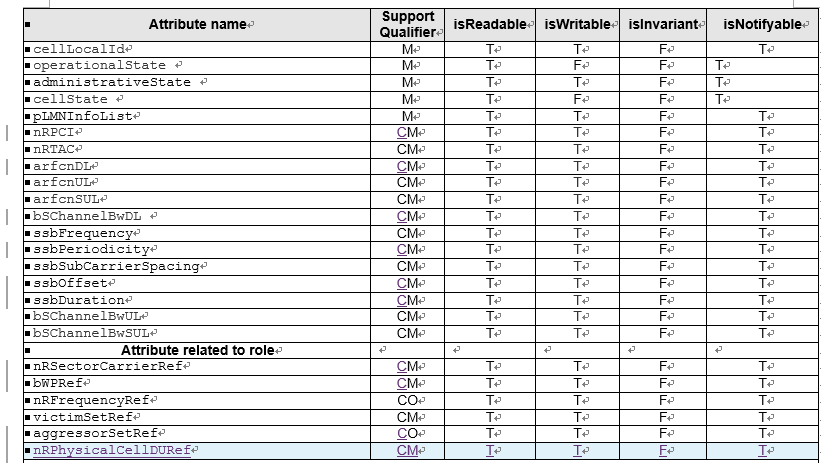 Attribute name Support Qualifier isReadable isWritable isInvariant isNotifyable
cellLocalId M T T F T
operationalState M T F F T
administrativeState M T T F T
cellState M T F F T
pLMNInfoList M T T F T
nRPCI CM T T F T
nRTAC CM T T F T
arfcnDL CM T T F T
arfcnUL CM T T F T
arfcnSUL CM T T F T
bSChannelBwDL CM T T F T
ssbFrequency CM T T F T
ssbPeriodicity CM T T F T
ssbSubCarrierSpacing CM T T F T
ssbOffset CM T T F T
ssbDuration CM T T F T
bSChannelBwUL CM T T F T
bSChannelBwSUL CM T T F T
Attribute related to role
nRSectorCarrierRef CM T T F T
bWPRef CM T T F T
nRFrequencyRef CO T T F T
victimSetRef CM T T F T
aggressorSetRef CO T T F T
nRPhysicalCellDURef CM T T F T